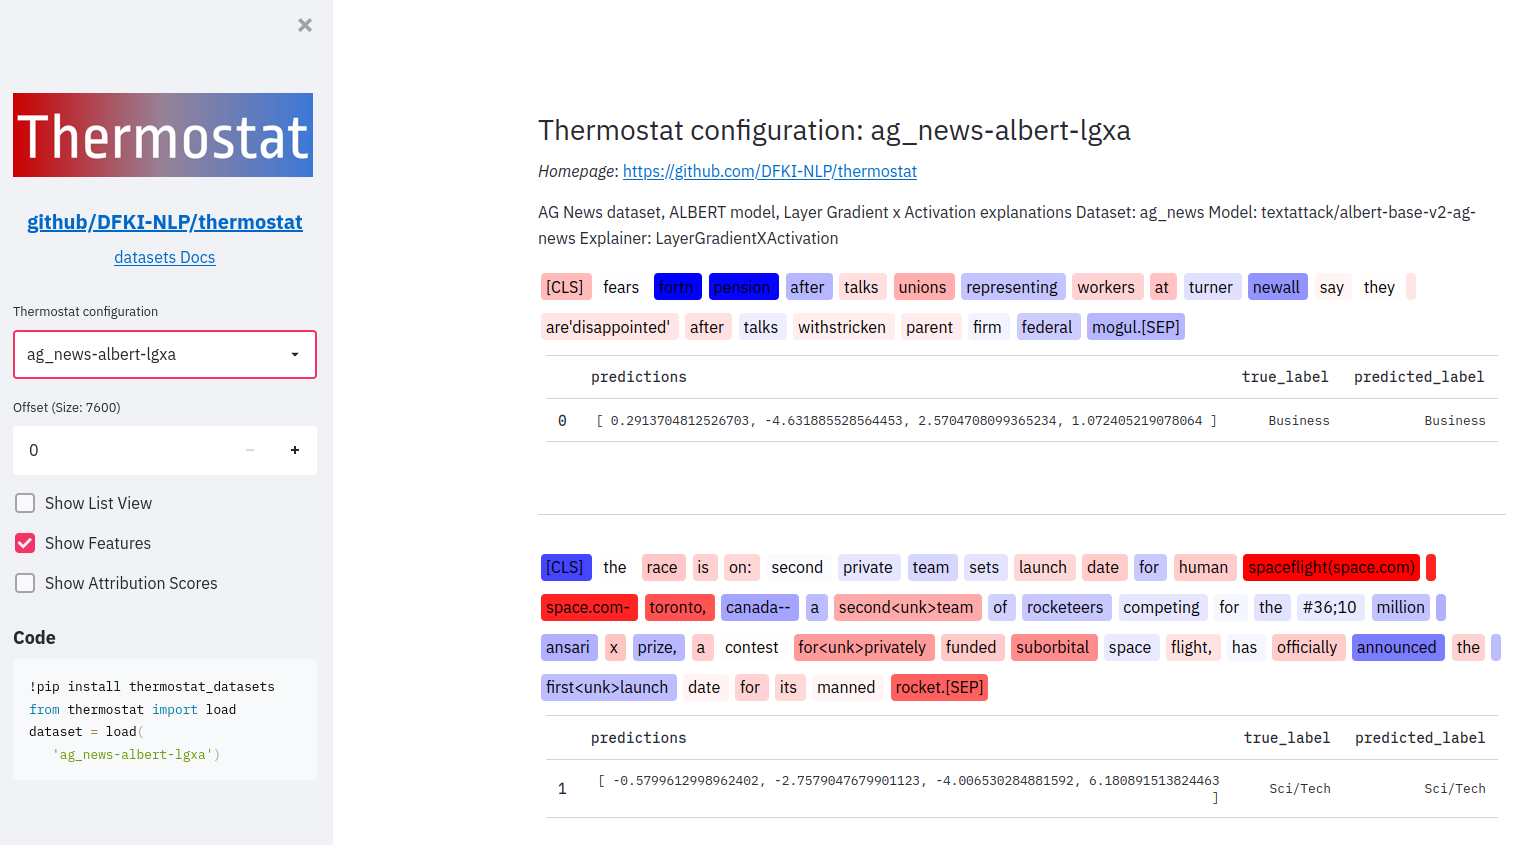 ×
Thermostat
github/DFKI-NLP/thermostat
datasets Docs
Thermostat configuration
ag_news-albert-lgxa
Offset (Size: 7600)
0 − +
Show List View
Show Features
Show Attribution Scores
Code
!pip install thermostat_datasets
from thermostat import load
dataset = load(
'ag_news-albert-lgxa')
Thermostat configuration: ag_news-albert-lgxa
Homepage: https://github.com/DFKI-NLP/thermostat
AG News dataset, ALBERT model, Layer Gradient x Activation explanations Dataset: ag_news Model: textattack/albert-base-v2-ag-
news Explainer: LayerGradientXActivation
[CLS] fears fortn pension after talks unions representing workers at turner newall say they
are'disappointed' after talks withstricken parent firm federal mogul.[SEP]
predictions true_label predicted_label
0 [ 0.2913704812526703, -4.631885528564453, 2.5704708099365234, 1.072405219078064 ] Business Business
[CLS] the race is on: second private team sets launch date for human spaceflight(space.com)
space.com- toronto, canada-- a second<unk>team of rocketeers competing for the #36;10 million
ansari x prize, a contest for<unk>privately funded suborbital space flight, has officially announced the
first<unk>launch date for its manned rocket.[SEP]
predictions true_label predicted_label
1 [ -0.5799612998962402, -2.7579047679901123, -4.006530284881592, 6.180891513824463 Sci/Tech Sci/Tech
]